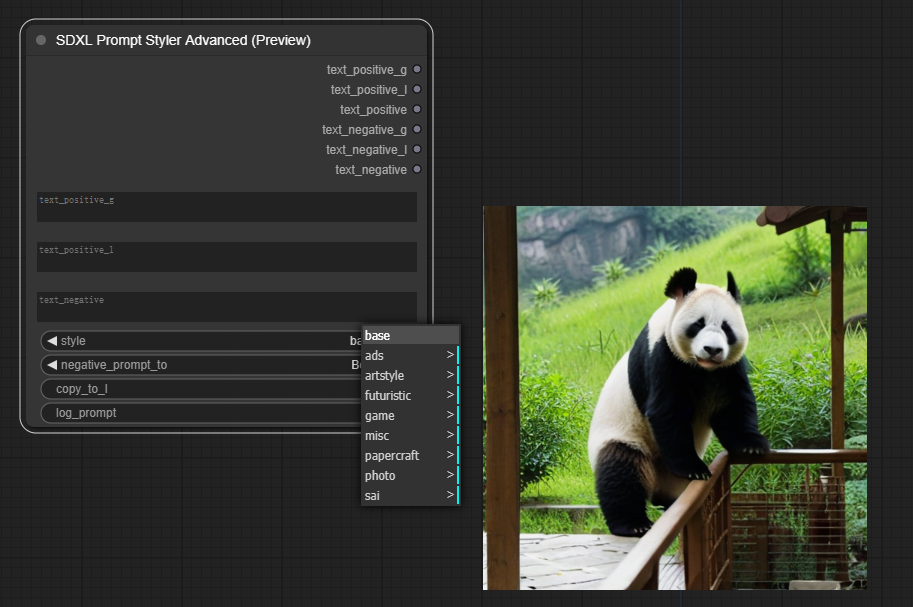 SDXL Prompt Styler Advanced (Preview)
text_positive_g
text_positive_l
text_positive
text_negative_g
text_negative_l
text_negative
text_positive_g
text_positive_l
text_negative
style
negative_prompt_to
copy_to_l
log_prompt
base
ads >
artstyle >
futuristic >
game >
misc >
papercraft >
photo >
sai >